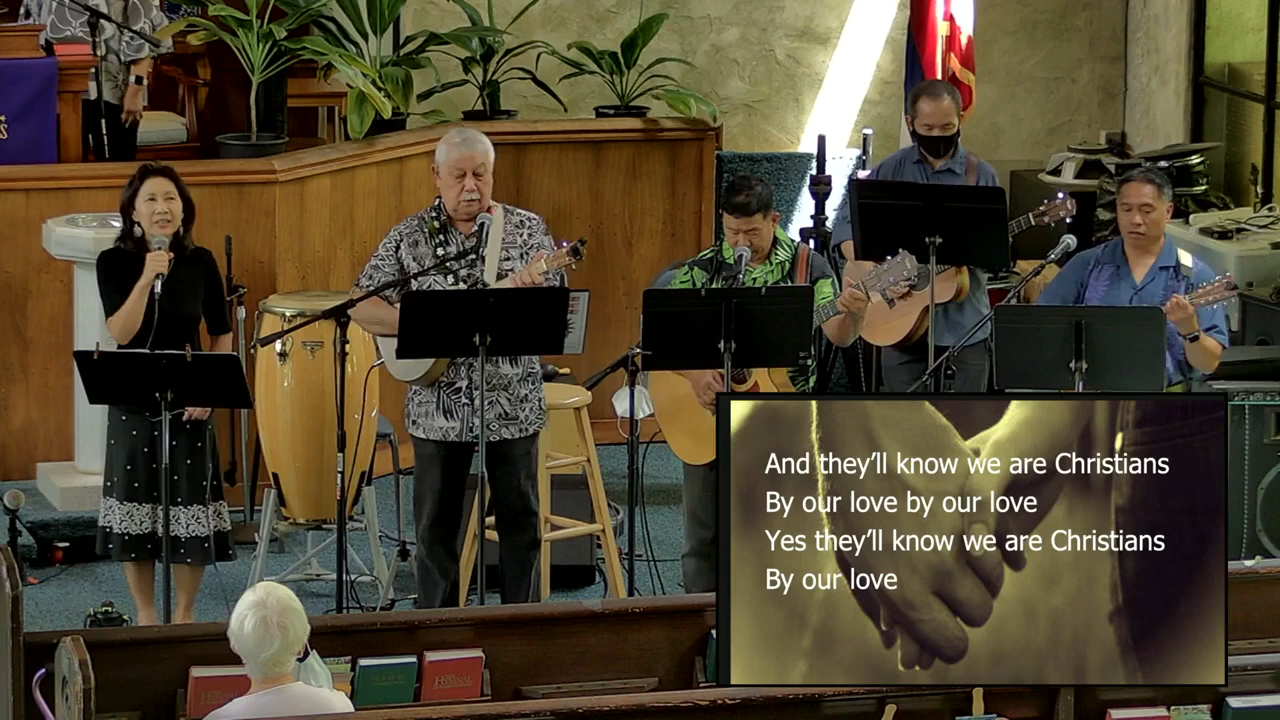 And they'll know we are Christians
By our love by our love
Yes they'll know we are Christians
By our love
HYMNAL